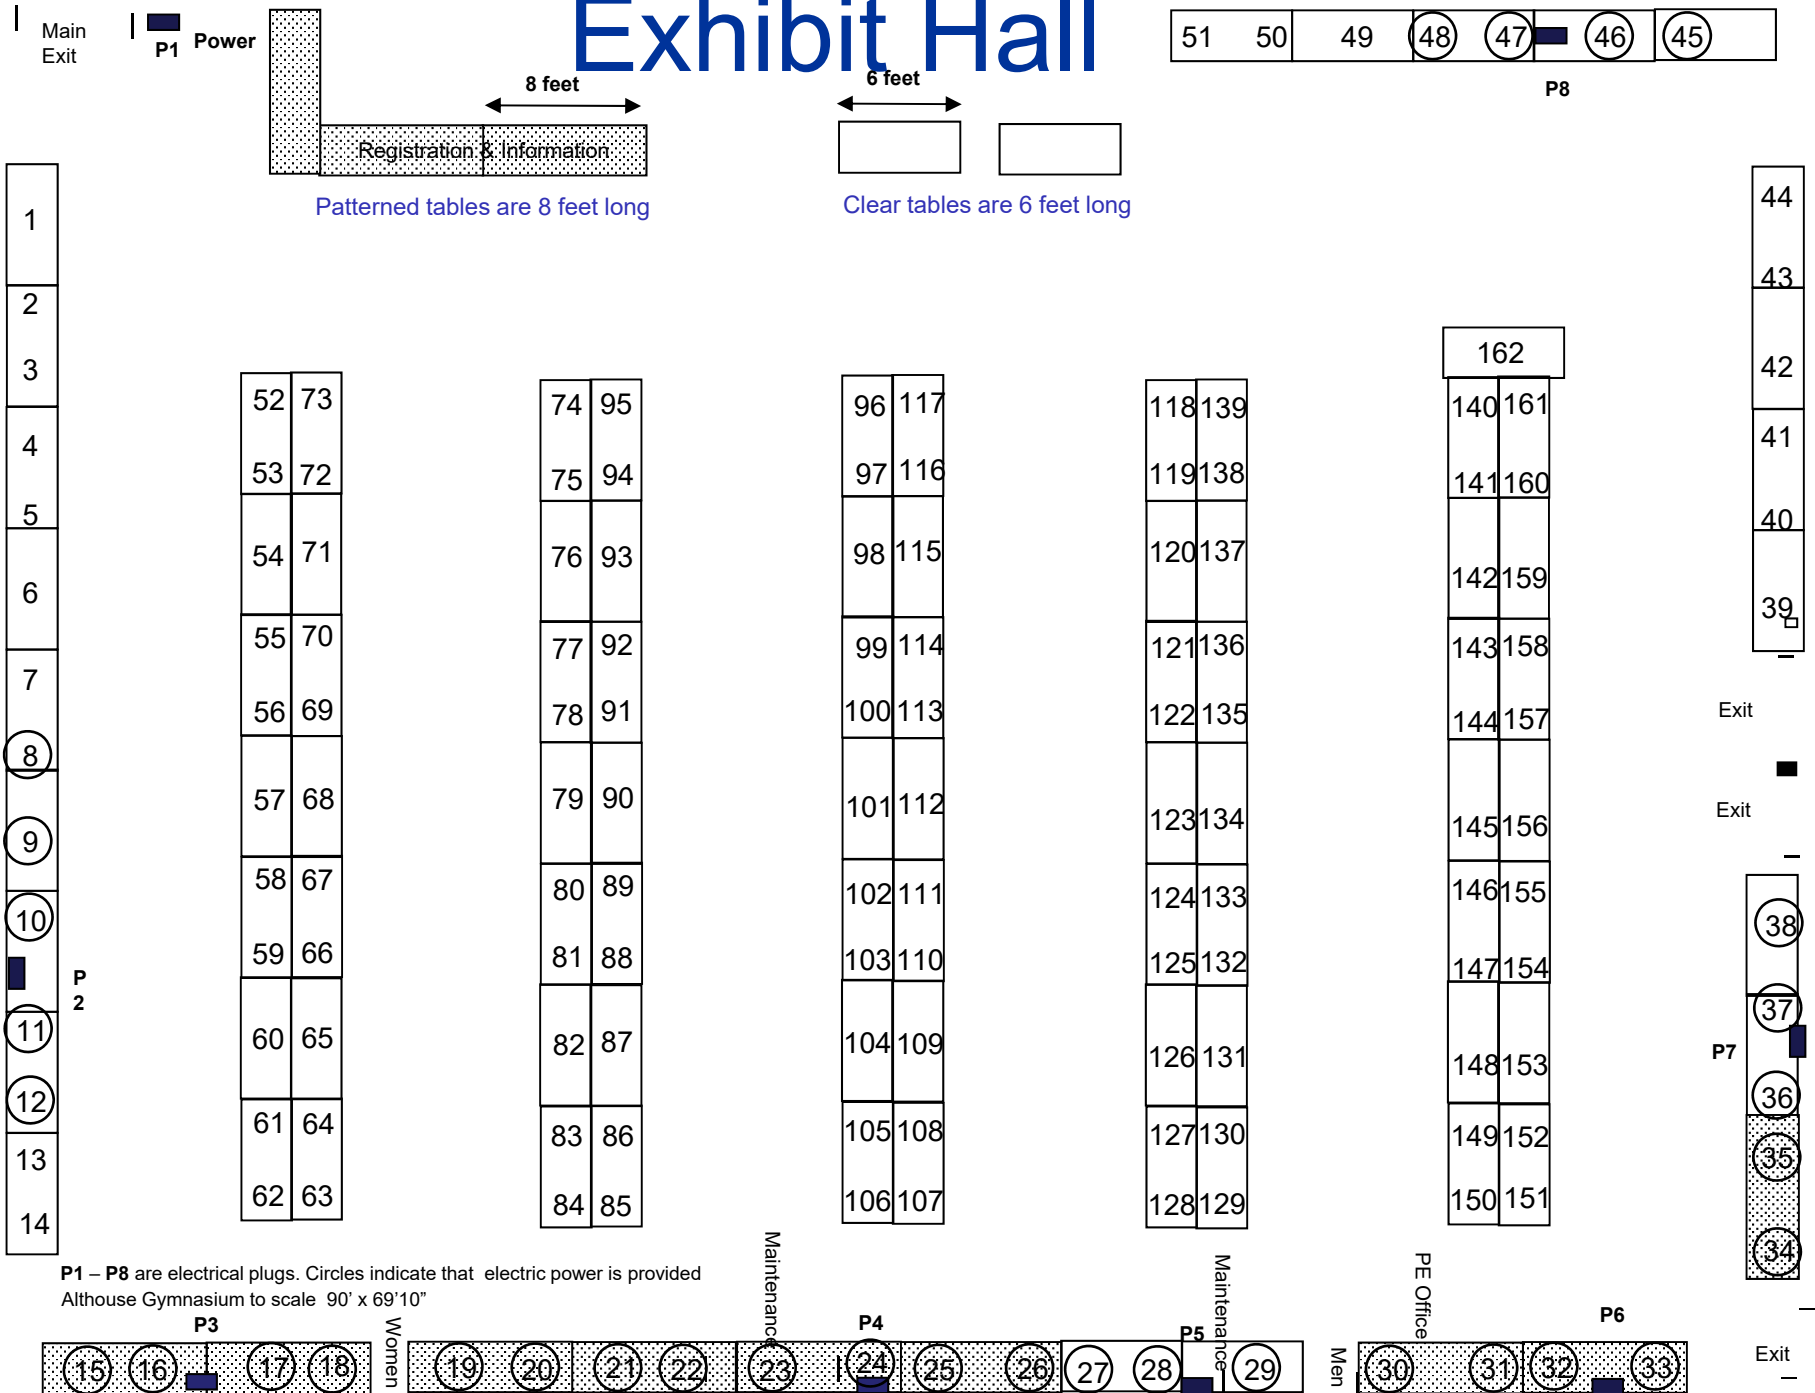 Exhibit Hall
Main
Exit
P1
Power
8 feet
6 feet
51 50 49 48 47 46 45
P8
Registration & Information
Patterned tables are 8 feet long
Clear tables are 6 feet long
1
2
3
4
5
6
7
8
9
10
P
2
11
12
13
14
52 73
53 72
54 71
55 70
56 69
57 68
58 67
59 66
60 65
61 64
62 63
74 95
75 94
76 93
77 92
78 91
79 90
80 89
81 88
82 87
83 86
84 85
96 117
97 116
98 115
99 114
100 113
101 112
102 111
103 110
104 109
105 108
106 107
118 139
119 138
120 137
121 136
122 135
123 134
124 133
125 132
126 131
127 130
128 129
162
140 161
141 160
142 159
143 158
144 157
145 156
146 155
147 154
148 153
149 152
150 151
44
43
42
41
40
39
Exit
Exit
38
37
P7
36
35
34
P1 – P8 are electrical plugs. Circles indicate that electric power is provided
Althouse Gymnasium to scale 90’ x 69’10”
P3
Women
Maintenance
P4
P5
Maintenance
Men
PE Office
P6
Exit
15 16 17 18 19 20 21 22 23 24 25 26 27 28 29 30 31 32 33